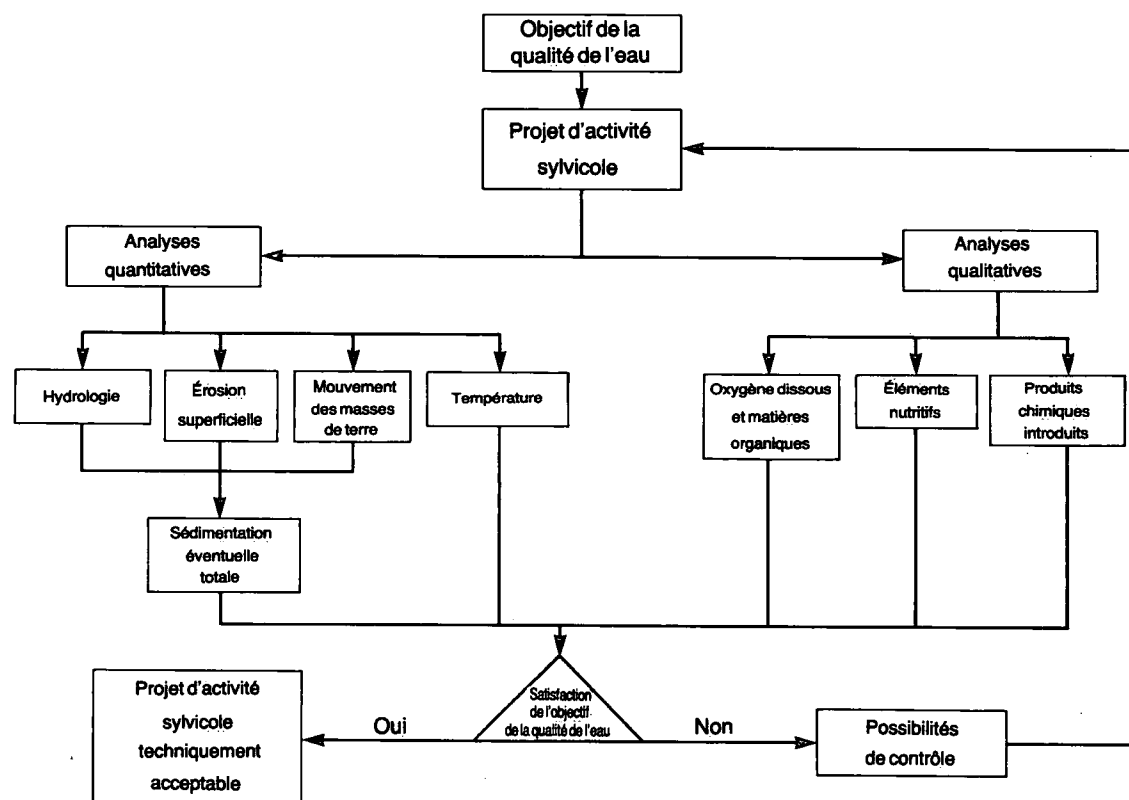 Objectif de la
qualité de l'eau
Projet d'activité
sylvicole
Analyses
quantitatives
Analyses
qualitatives
Hydrologie
Érosion
superficielle
Mouvement
des masses
de terre
Température
Oxygène dissous
et matières
organiques
Éléments
nutritifs
Produits
chimiques
introduits
Sédimentation
éventuelle
totale
Satisfaction
de l'objectif
de la qualité de l'eau
Oui
Non
Projet d'activité
sylvicole
techniquement
acceptable
Possibilités
de contrôle